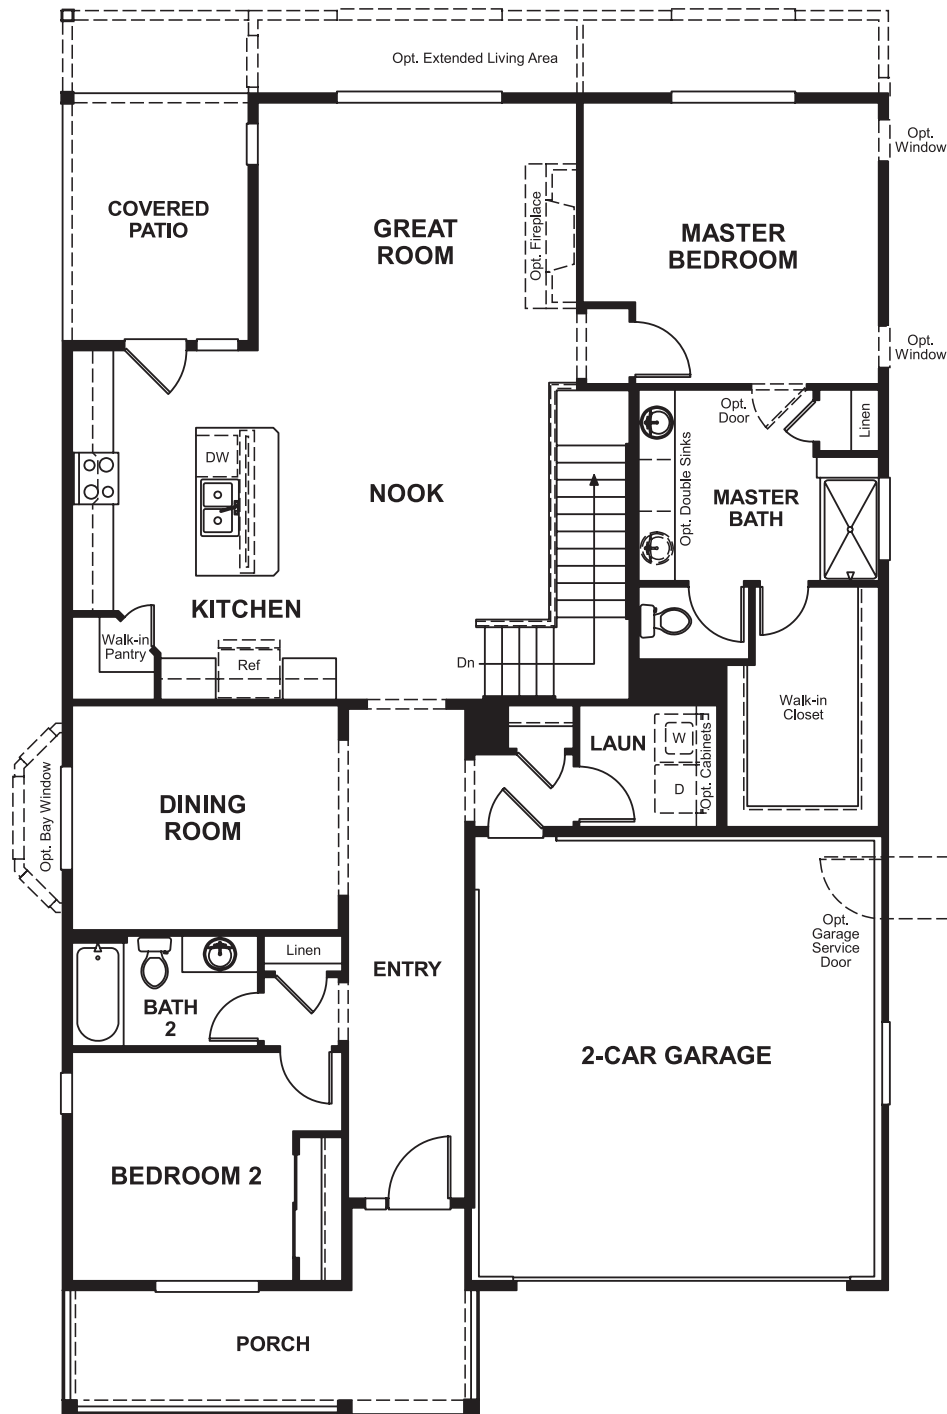 Opt. Extended Living Area
Opt.
Window
COVERED
PATIO
GREAT
ROOM
Opt. Fireplace
MASTER
BEDROOM
Opt.
Window
Opt.
Door
Linen
DW
NOOK
Opt. Double Sinks
MASTER
BATH
KITCHEN
Walk-in
Pantry
Ref
Dn
Walk-in
Closet
LAUN
W
D
Opt. Cabinets
DINING
ROOM
Opt. Bay Window
Opt.
Garage
Service
Door
Linen
ENTRY
BATH
2
2-CAR GARAGE
BEDROOM 2
PORCH